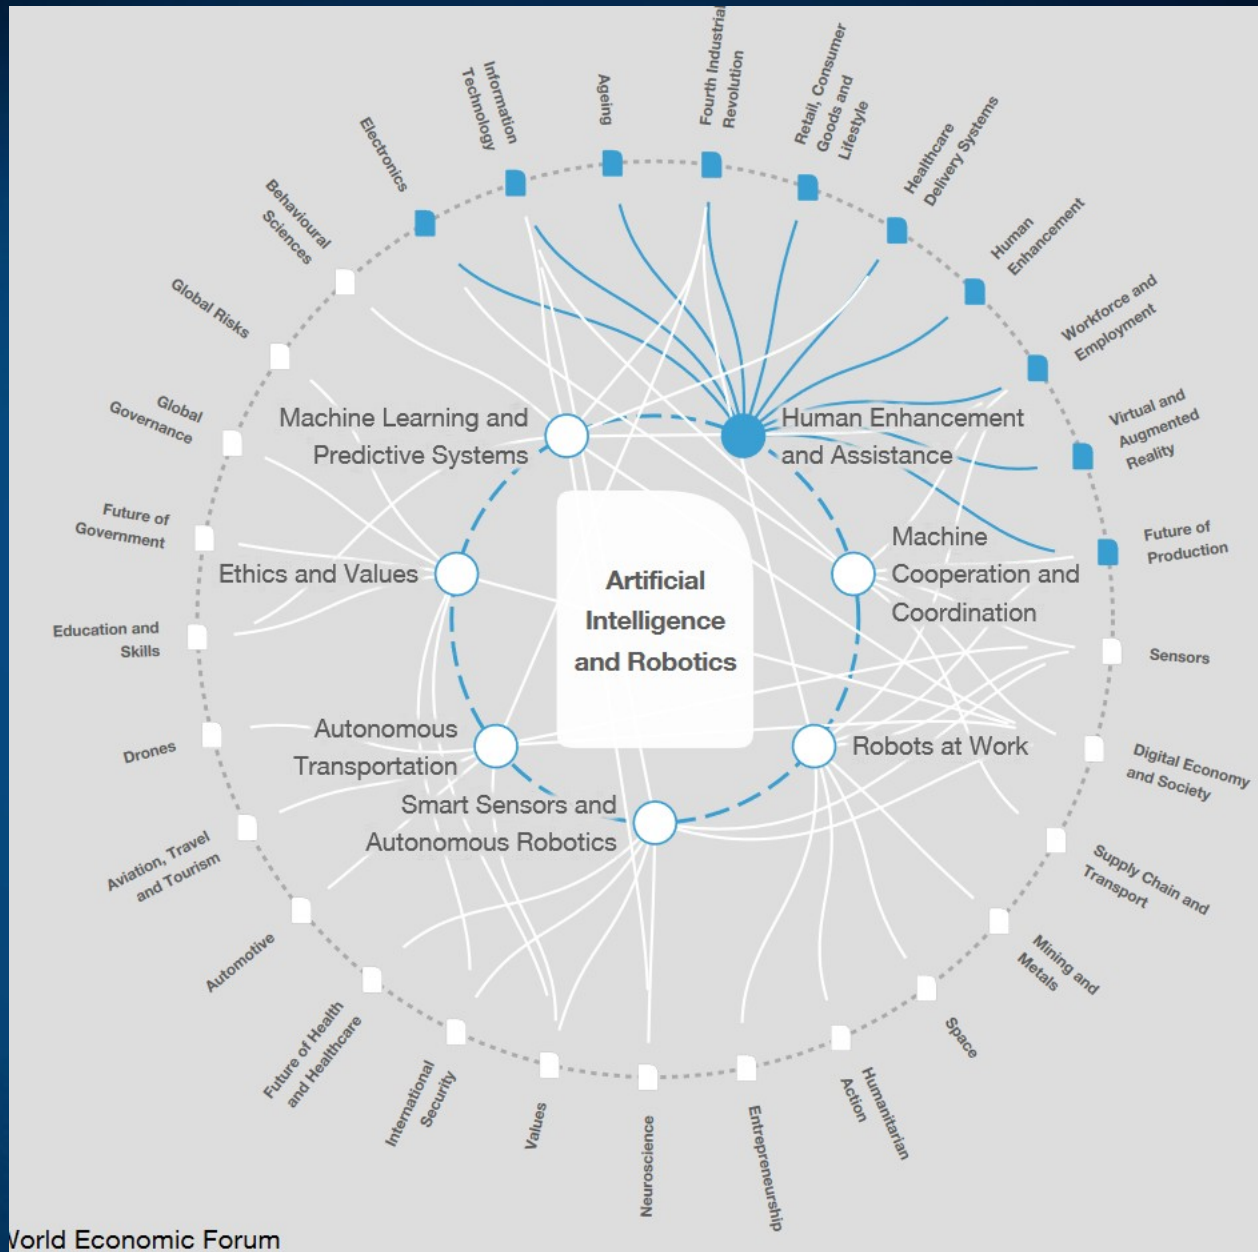 Information
Technology
Ageing
Fourth Industrial
Revolution
Retail, Consumer
Goods and
Lifestyle
Healthcare
Delivery Systems
Human
Enhancement
Workforce and
Employment
Virtual and
Augmented
Reality
Future of
Production
Sensors
Digital Economy
and Society
Supply Chain and
Transport
Mining and
Metals
Space
Humanitarian
Action
Entrepreneurship
Neuroscience
Values
International
Security
Future of Health
and Healthcare
Automotive
Aviation, Travel
and Tourism
Drones
Education and
Skills
Future of
Government
Global
Governance
Global Risks
Behavioural
Sciences
Electronics
Machine Learning and
Predictive Systems
Human Enhancement
and Assistance
Ethics and Values
Machine
Cooperation and
Coordination
Artificial
Intelligence
and Robotics
Autonomous
Transportation
Robots at Work
Smart Sensors and
Autonomous Robotics
World Economic Forum